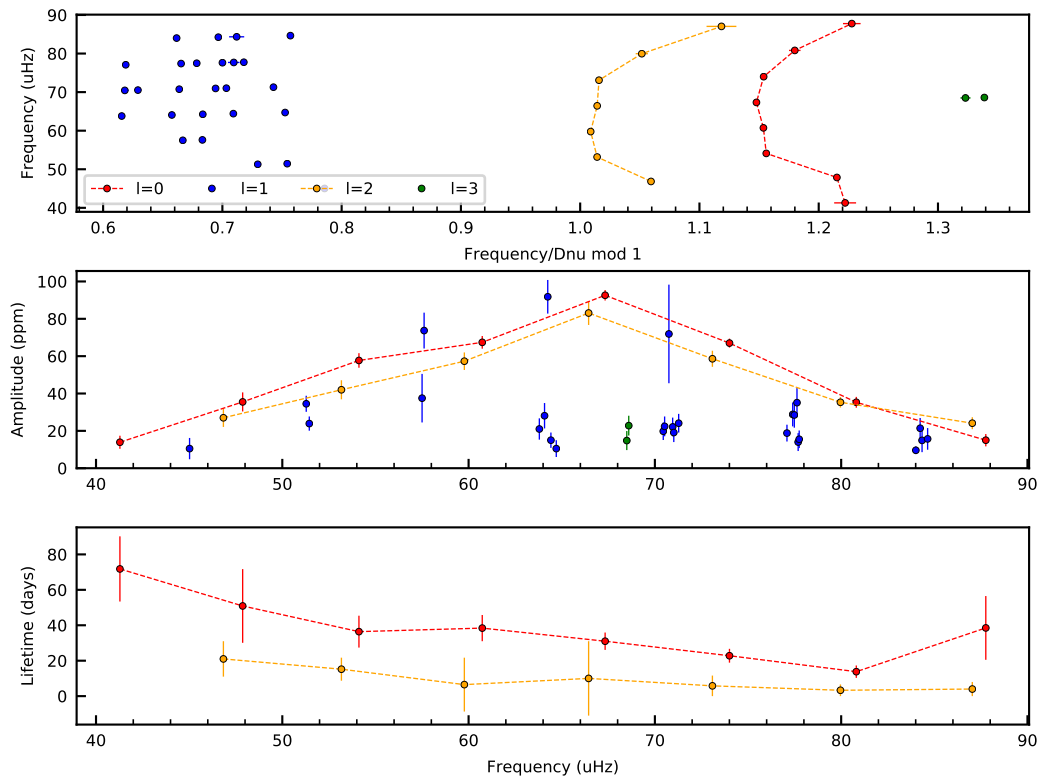 90
80
70
60
50
40
Frequency (uHz)
l=0 l=1 l=2 l=3
0.6 0.7 0.8 0.9 1.0 1.1 1.2 1.3
Frequency/Dnu mod 1
100
80
60
40
20
0
Amplitude (ppm)
40 50 60 70 80 90
80
60
40
20
0
Lifetime (days)
40 50 60 70 80 90
Frequency (uHz)